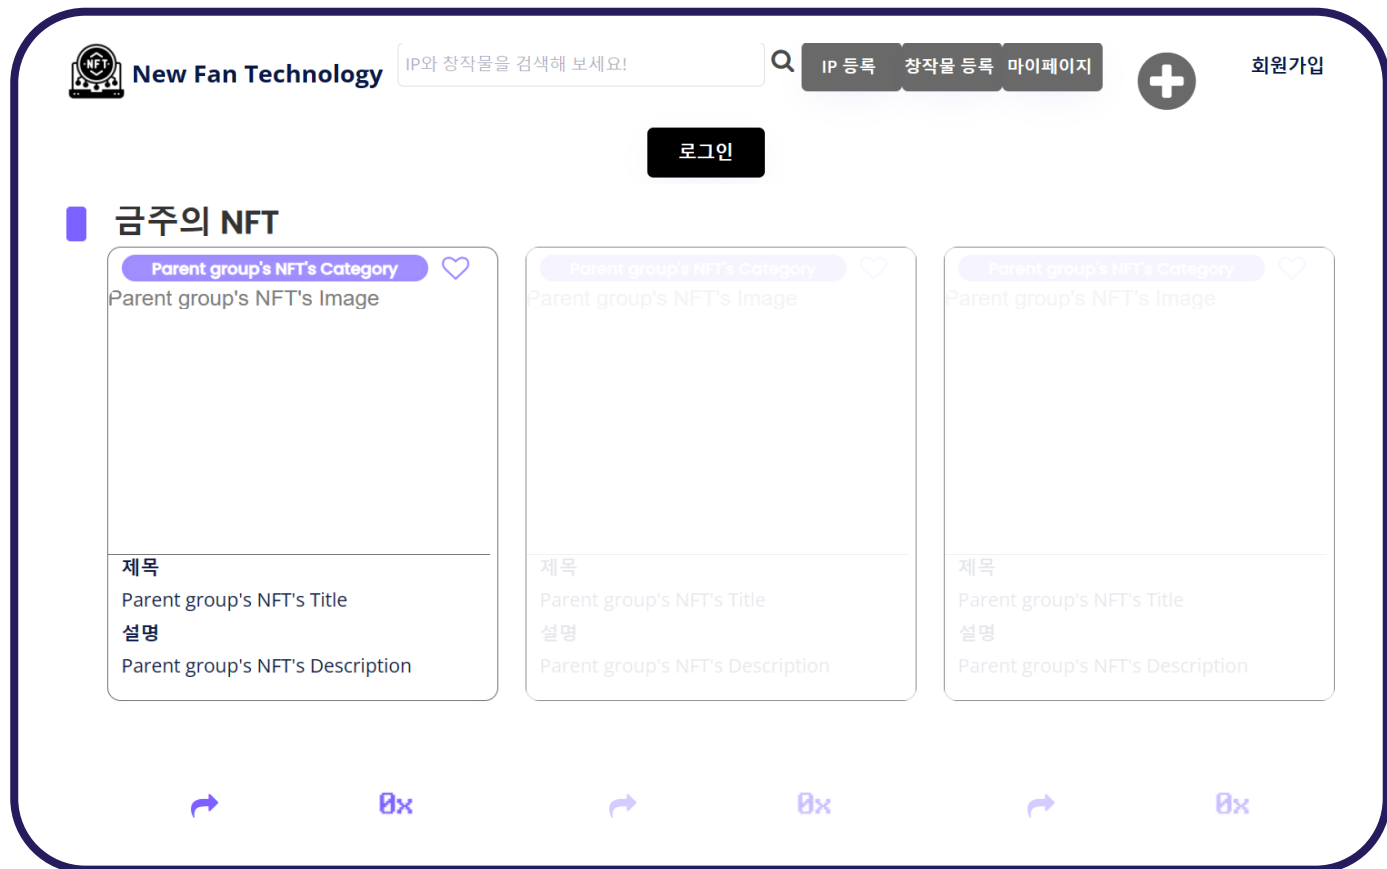 NFT
New Fan Technology
IP와 창작물을 검색해 보세요!
IP 등록
창작물 등록
마이페이지
회원가입
로그인
금주의 NFT
Parent group's NFT's Category
Parent group's NFT's Image
제목
Parent group's NFT's Title
설명
Parent group's NFT's Description
Parent group's NFT's Category
Parent group's NFT's Image
제목
Parent group's NFT's Title
설명
Parent group's NFT's Description
Parent group's NFT's Category
Parent group's NFT's Image
제목
Parent group's NFT's Title
설명
Parent group's NFT's Description
0x
0x
0x